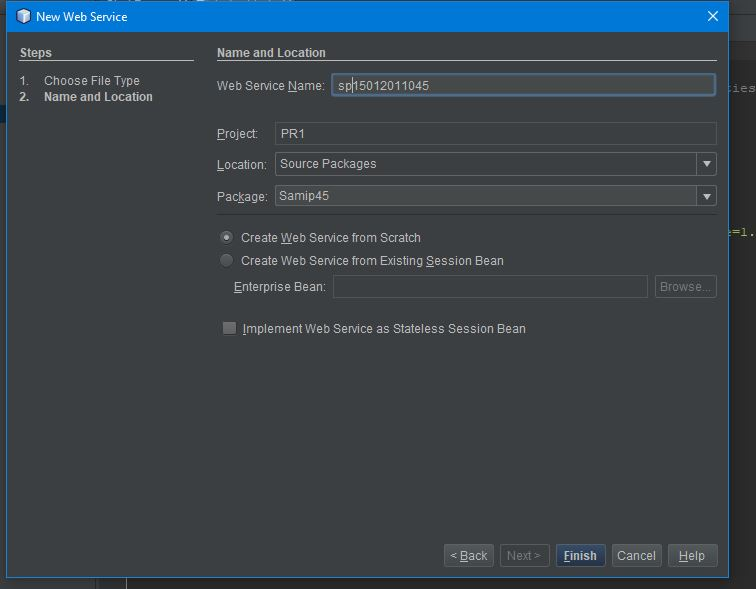 New Web Service
Steps
1. Choose File Type
2. Name and Location
Name and Location
Web Service Name: sp15012011045
Project: PR1
Location: Source Packages
Package: Samip45
Create Web Service from Scratch
Create Web Service from Existing Session Bean
Enterprise Bean: Browse...
Implement Web Service as Stateless Session Bean
< Back Next > Finish Cancel Help